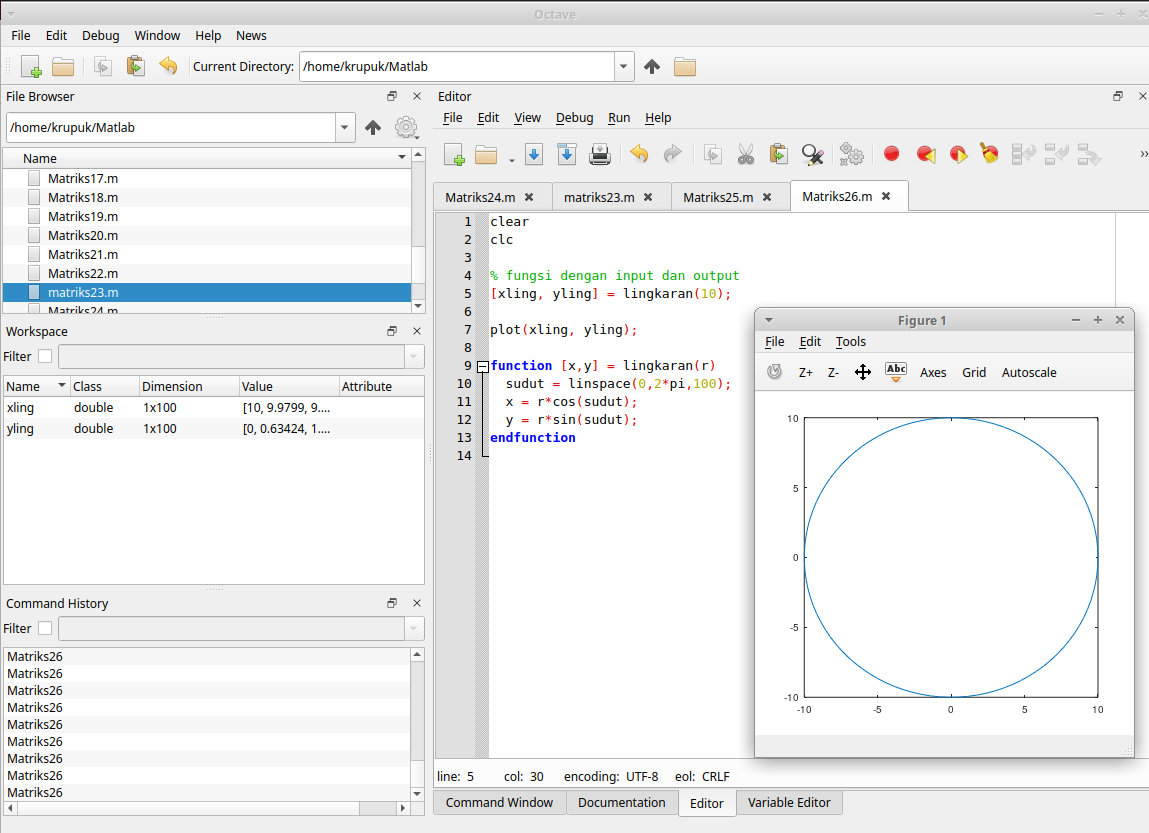 Octave
File Edit Debug Window Help News
Current Directory: /home/krupuk/Matlab
File Browser
/home/krupuk/Matlab
Name
Matriks17.m
Matriks18.m
Matriks19.m
Matriks20.m
Matriks21.m
Matriks22.m
matriks23.m
Matriks24.m
Workspace
Filter
Name Class Dimension Value Attribute
xling double 1x100 [10, 9.9799, 9....
yling double 1x100 [0, 0.63424, 1....
Command History
Filter
Matriks26
Matriks26
Matriks26
Matriks26
Matriks26
Matriks26
Matriks26
Matriks26
Matriks26
Editor
File Edit View Debug Run Help
Matriks24.m matriks23.m Matriks25.m Matriks26.m
1 clear
2 clc
3
4 % fungsi dengan input dan output
5 [xling, yling] = lingkaran(10);
6
7 plot(xling, yling);
8
9 function [x,y] = lingkaran(r)
10 sudut = linspace(0,2*pi,100);
11 x = r*cos(sudut);
12 y = r*sin(sudut);
13 endfunction
14
line: 5 col: 30 encoding: UTF-8 eol: CRLF
Command Window Documentation Editor Variable Editor
Figure 1
File Edit Tools
Z+ Z- Abc Axes Grid Autoscale
10
5
0
-5
-10
-10 -5 0 5 10